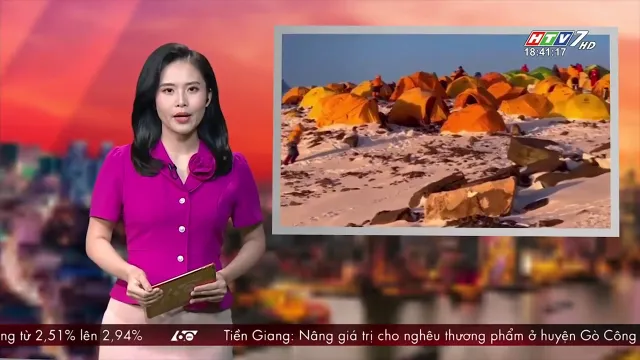 HTV7 HD
18:41:17
ng từ 2,51% lên 2,94%
60
Tiền Giang: Nâng giá trị cho nghêu thương phẩm ở huyện Gò Công